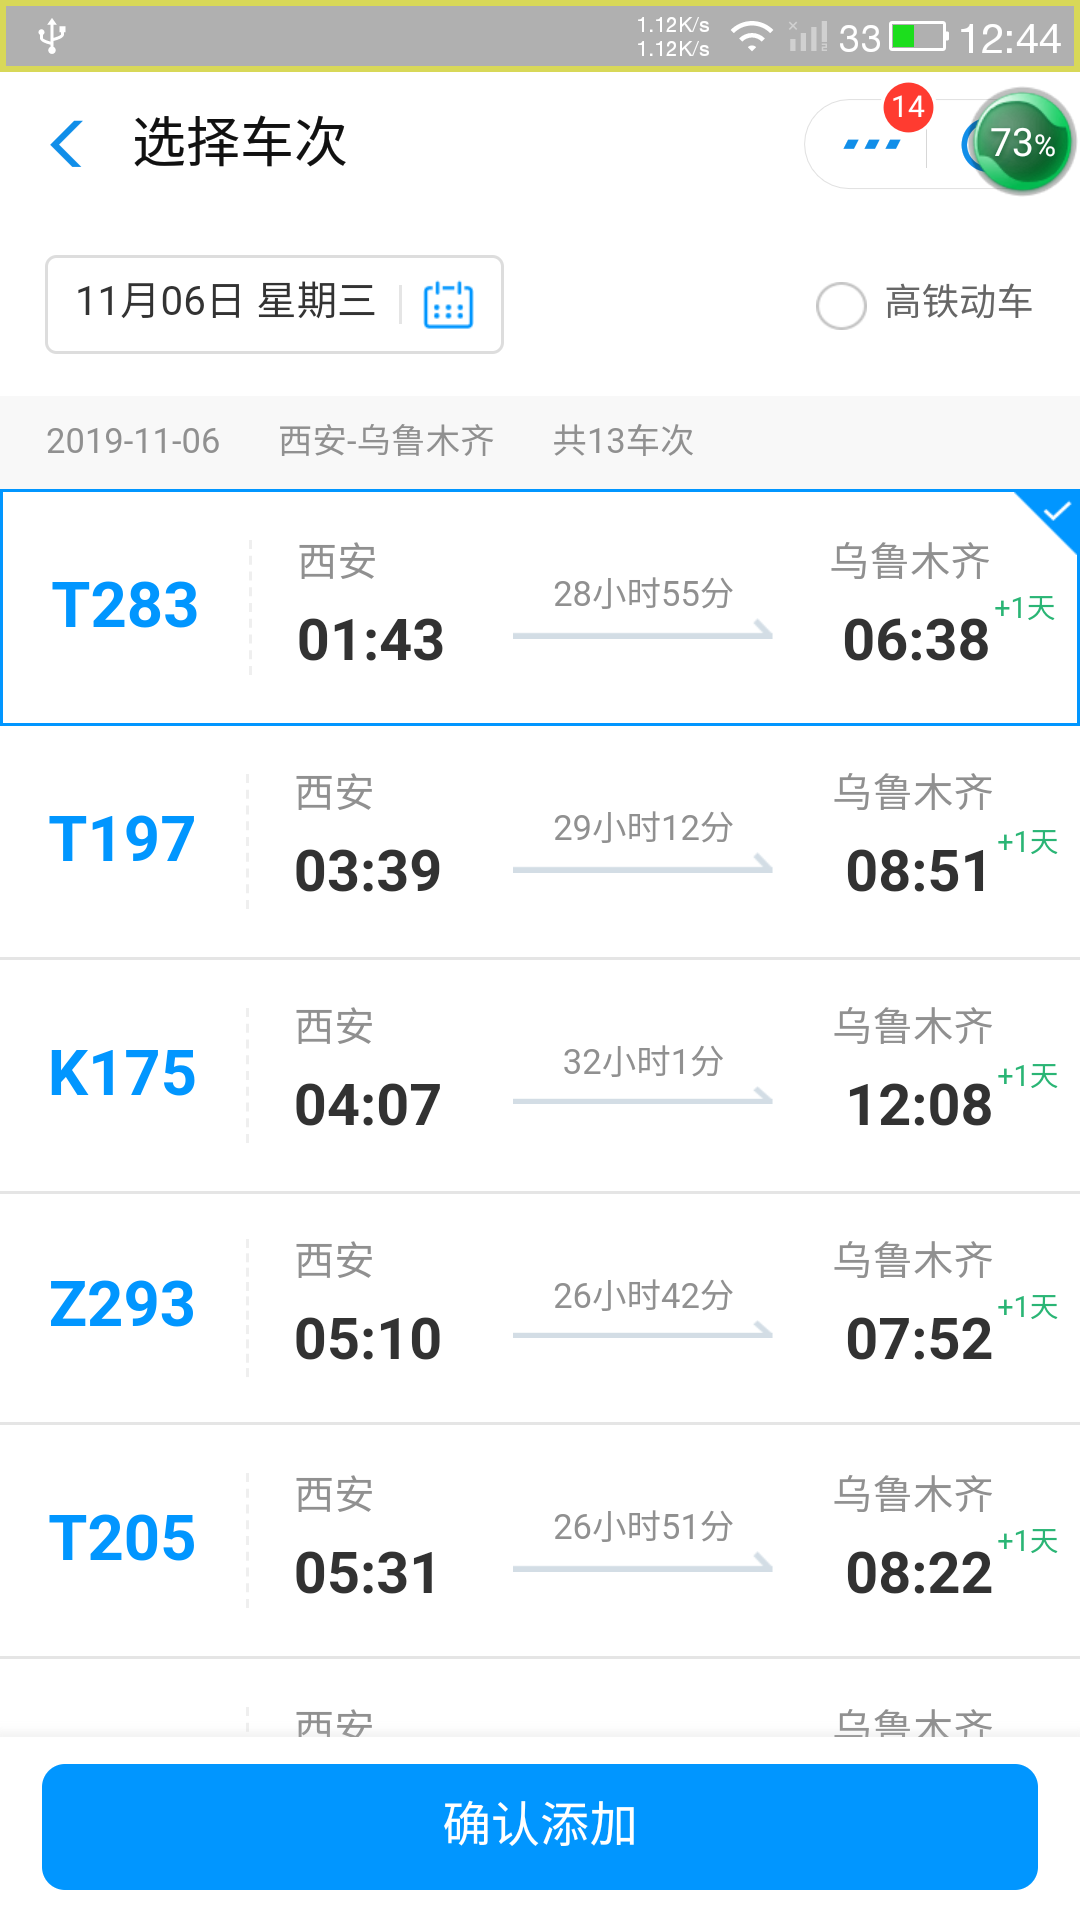 1.12K/s
1.12K/s
33
12:44
选择车次
14
73%
11月06日 星期三
高铁动车
2019-11-06 西安-乌鲁木齐 共13车次
T283
西安
01:43
28小时55分
乌鲁木齐
06:38
+1天
T197
西安
03:39
29小时12分
乌鲁木齐
08:51
+1天
K175
西安
04:07
32小时1分
乌鲁木齐
12:08
+1天
Z293
西安
05:10
26小时42分
乌鲁木齐
07:52
+1天
T205
西安
05:31
26小时51分
乌鲁木齐
08:22
+1天
西安
乌鲁木齐
确认添加